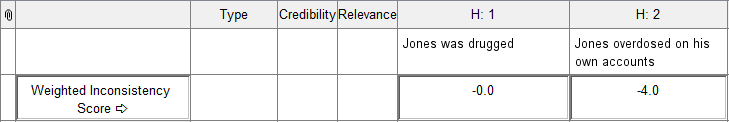 Type Credibility Relevance H: 1 H: 2
Jones was drugged
Jones overdosed on his
own accounts
Weighted Inconsistency
Score ⇨
-0.0 -4.0